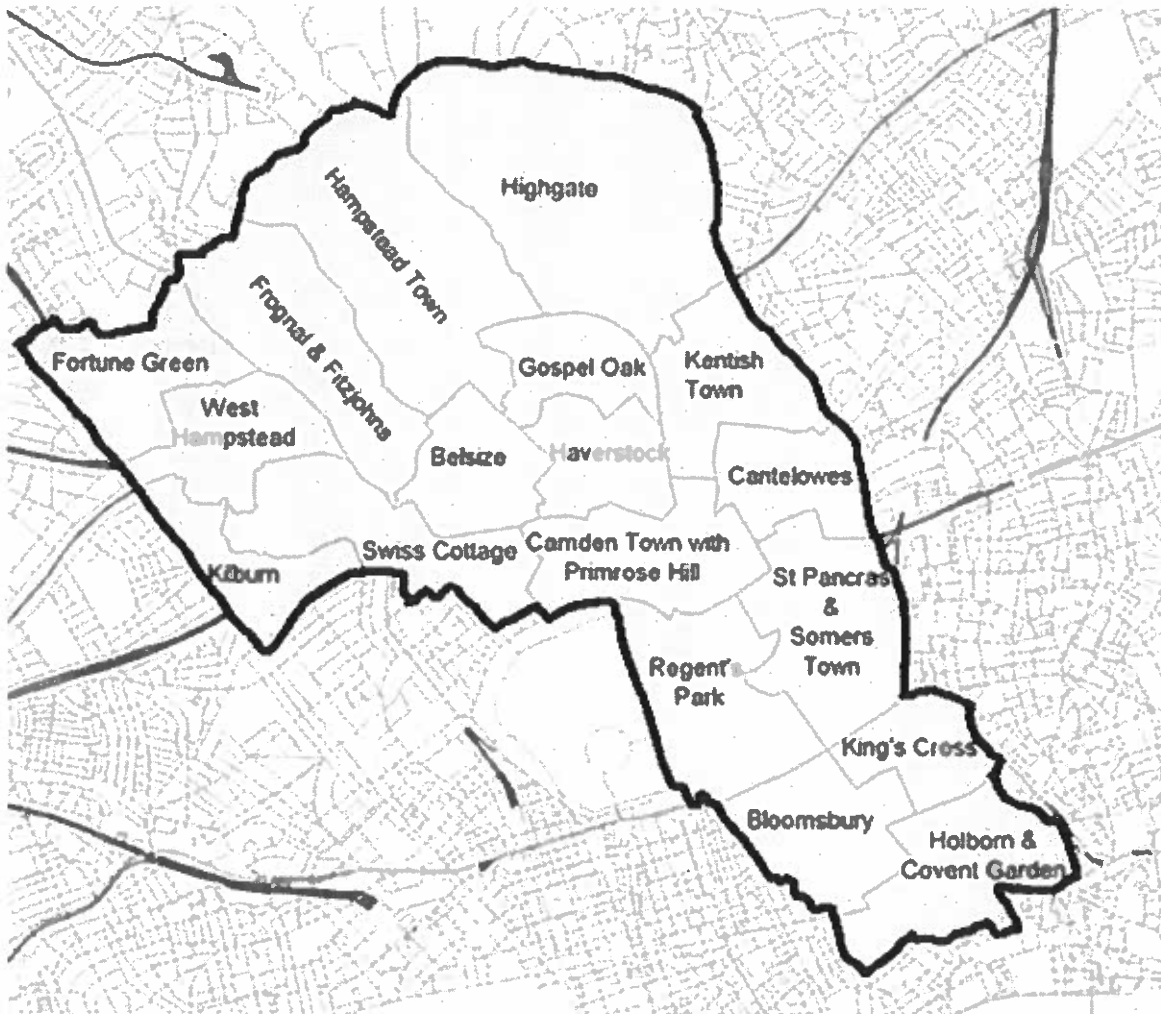 Highgate
Hampstead Town
Frognal & Fitzjohns
Fortune Green
Gospel Oak
Kentish
Town
West
Hampstead
Belsize
Haverstock
Cantelowes
Swiss Cottage
Camden Town with
Primrose Hill
Kilburn
St Pancras
&
Somers
Town
Regent's
Park
King's Cross
Bloomsbury
Holborn &
Covent Garden